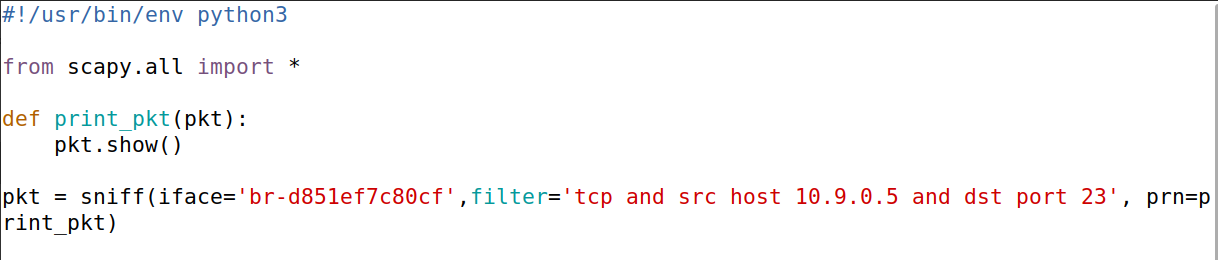 #!/usr/bin/env python3
from scapy.all import *
def print_pkt(pkt):
    pkt.show()
pkt = sniff(iface='br-d851ef7c80cf',filter='tcp and src host 10.9.0.5 and dst port 23', prn=p
rint_pkt)